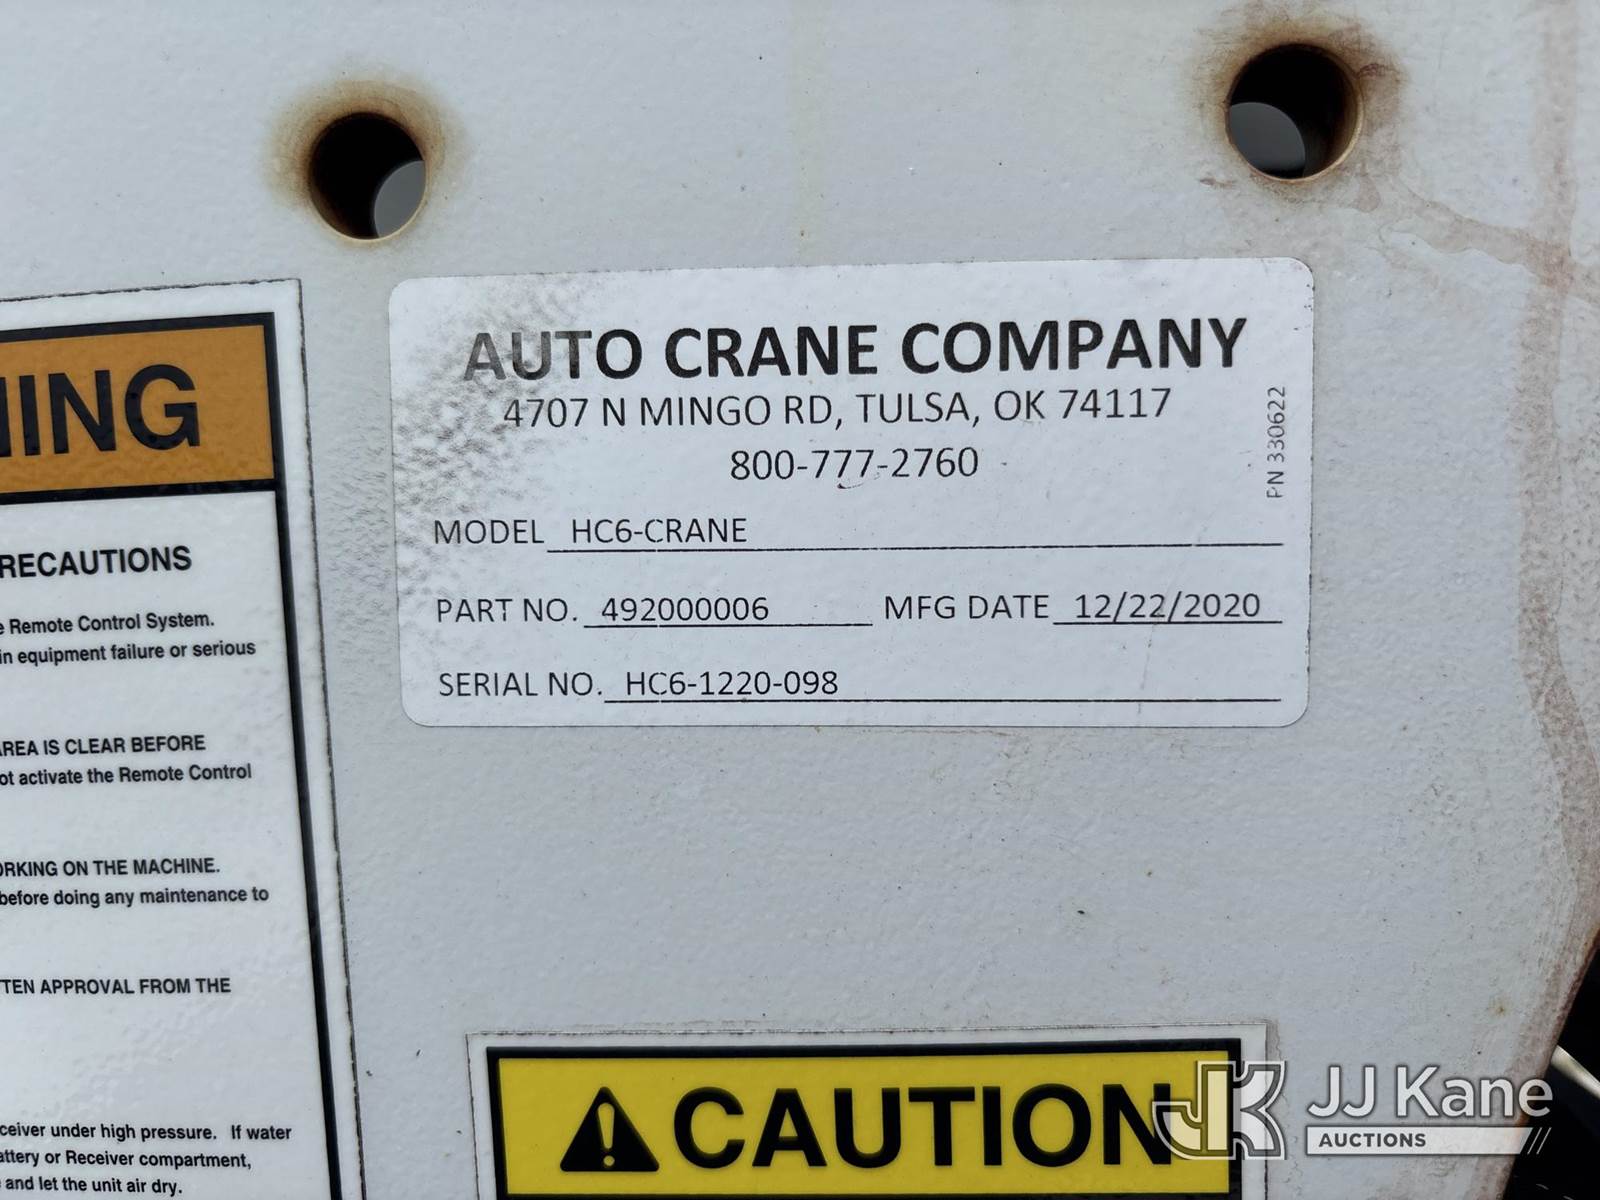 AUTO CRANE COMPANY
4707 N MINGO RD, TULSA, OK 74117
800-777-2760
PN 330622
MODEL HC6-CRANE
PART NO. 492000006 MFG DATE 12/22/2020
SERIAL NO. HC6-1220-098
NING
RECAUTIONS
e Remote Control System.
in equipment failure or serious
AREA IS CLEAR BEFORE
ot activate the Remote Control
ORKING ON THE MACHINE.
before doing any maintenance to
TTEN APPROVAL FROM THE
ceiver under high pressure. If water
attery or Receiver compartment,
and let the unit air dry.
CAUTION
JK JJ Kane
AUCTIONS